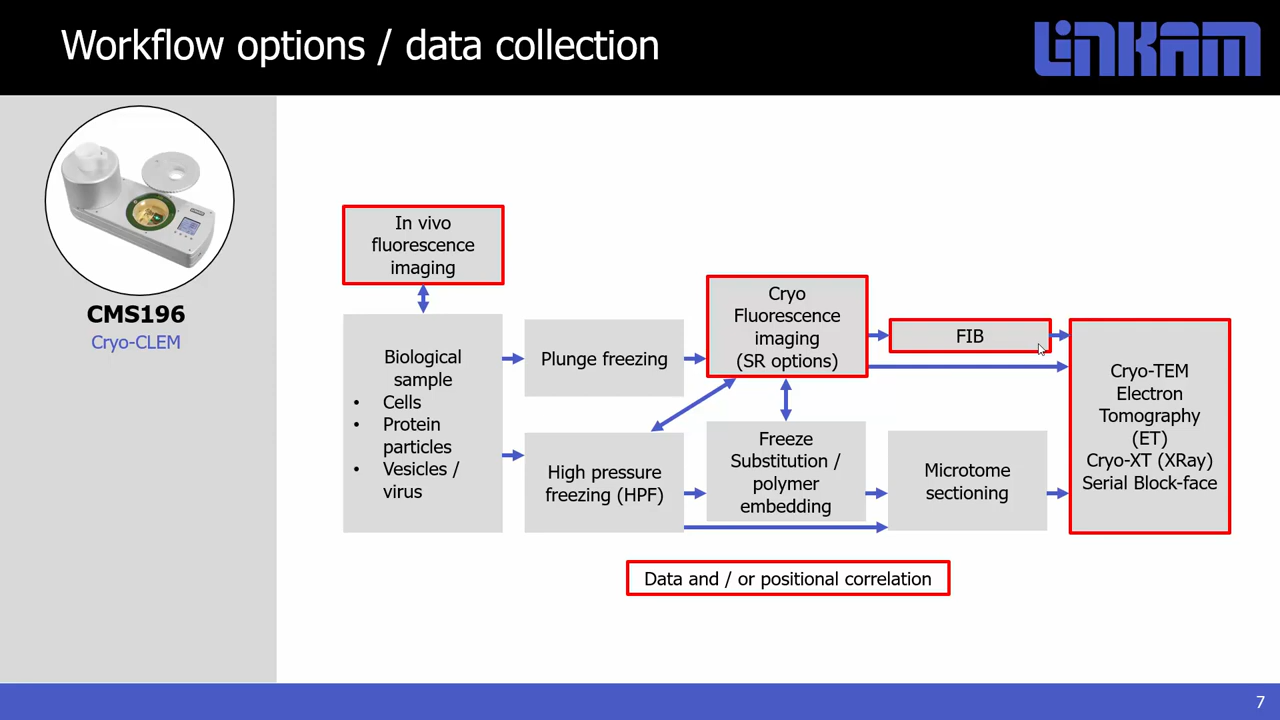 Workflow options / data collection
LINKAM
CMS196
Cryo-CLEM
In vivo
fluorescence
imaging
Biological
sample
• Cells
• Protein
particles
• Vesicles /
virus
Plunge freezing
High pressure
freezing (HPF)
Cryo
Fluorescence
imaging
(SR options)
Freeze
Substitution /
polymer
embedding
FIB
Microtome
sectioning
Cryo-TEM
Electron
Tomography
(ET)
Cryo-XT (XRay)
Serial Block-face
Data and / or positional correlation
7